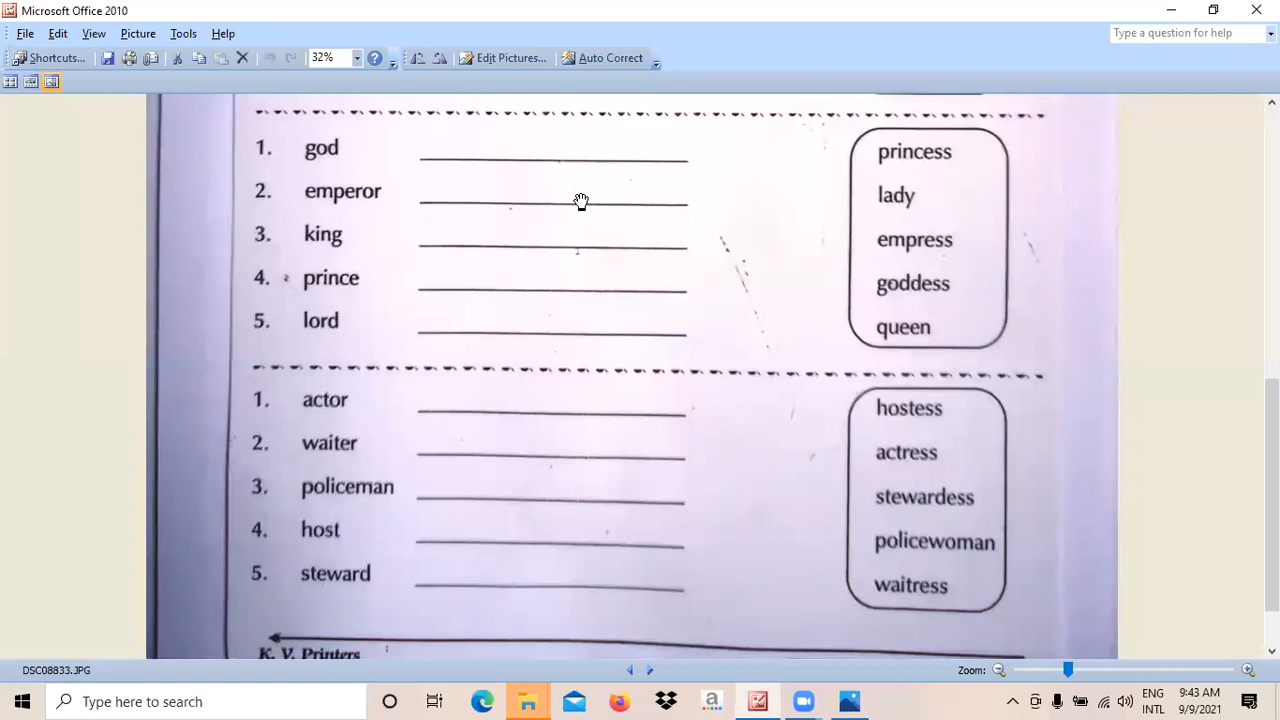 Microsoft Office 2010
File Edit View Picture Tools Help
Type a question for help
Shortcuts... 32% Edit Pictures... Auto Correct
1. god
2. emperor
3. king
4. prince
5. lord
princess
lady
empress
goddess
queen
1. actor
2. waiter
3. policeman
4. host
5. steward
hostess
actress
stewardess
policewoman
waitress
K. V. Printers
DSC08833.JPG Zoom:
Type here to search
ENG
INTL
9:43 AM
9/9/2021